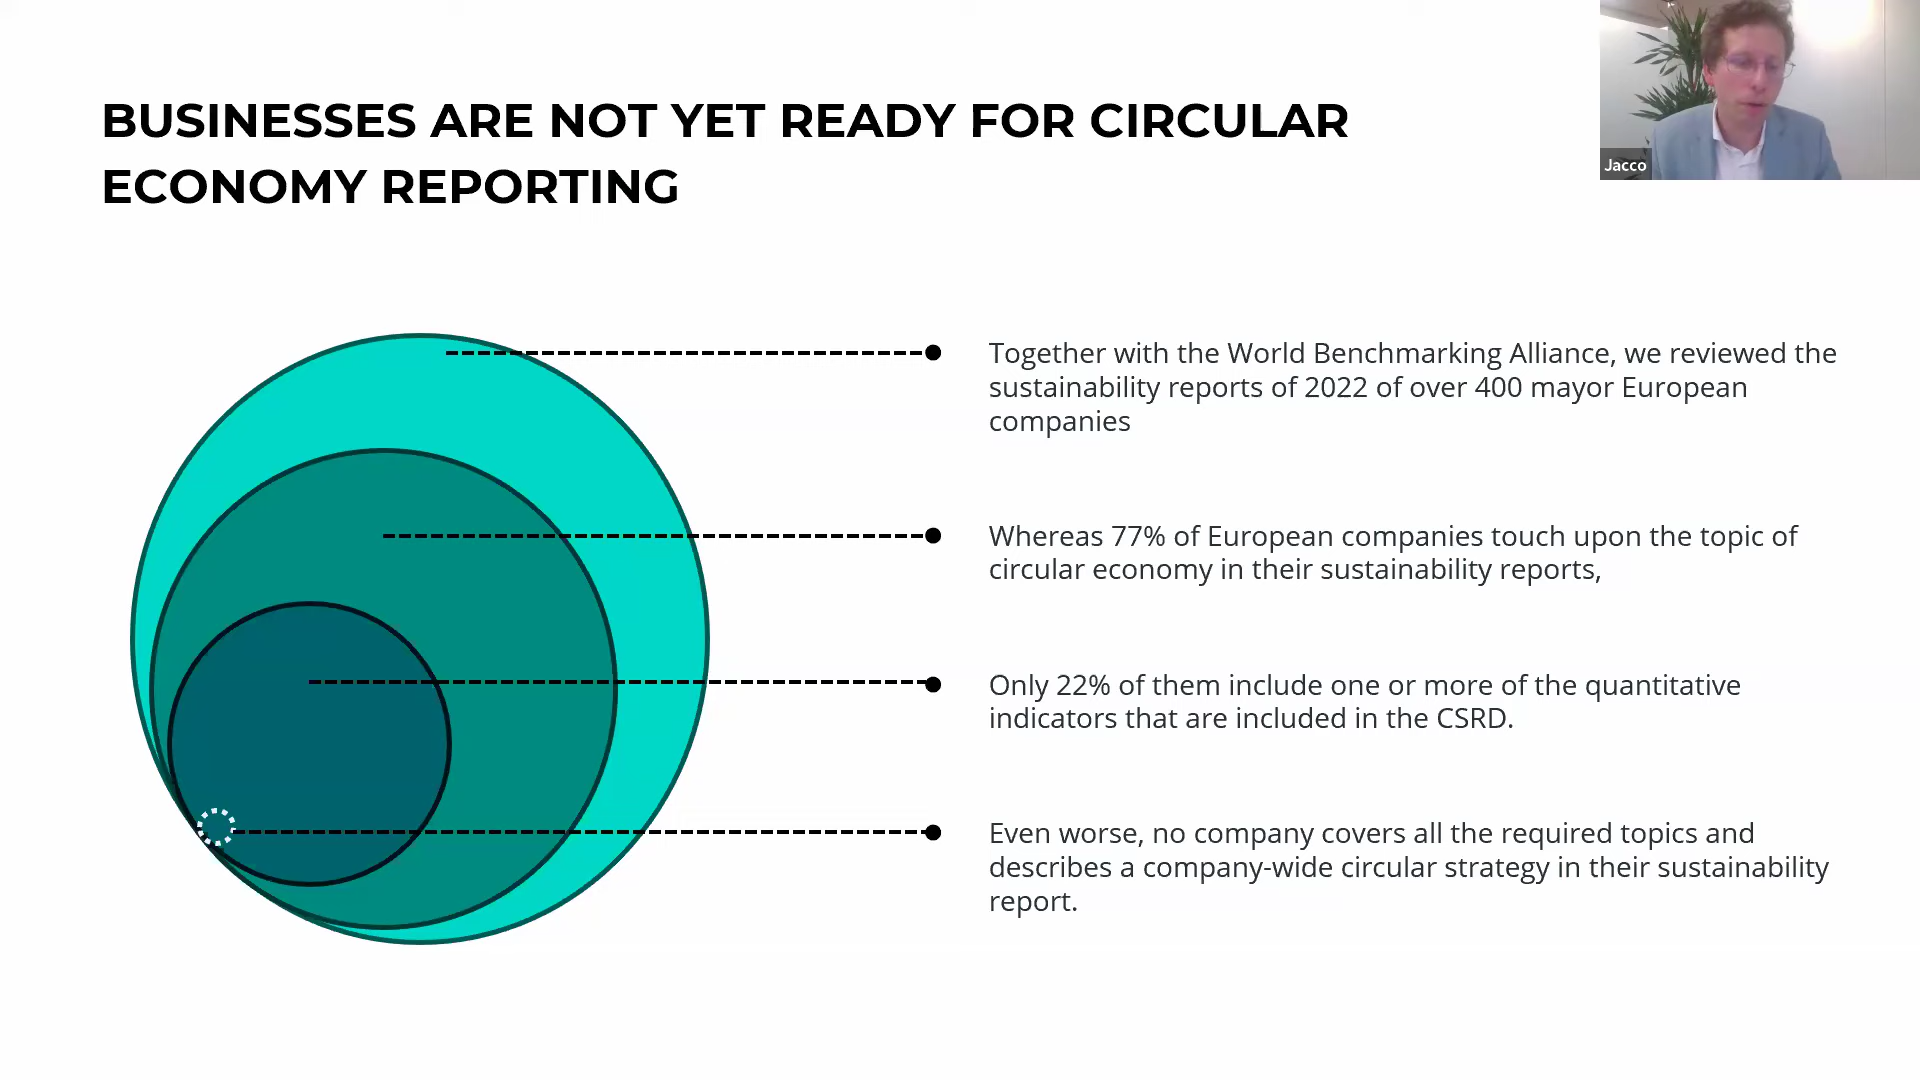 BUSINESSES ARE NOT YET READY FOR CIRCULAR
ECONOMY REPORTING
Jacco
Together with the World Benchmarking Alliance, we reviewed the
sustainability reports of 2022 of over 400 mayor European
companies
Whereas 77% of European companies touch upon the topic of
circular economy in their sustainability reports,
Only 22% of them include one or more of the quantitative
indicators that are included in the CSRD.
Even worse, no company covers all the required topics and
describes a company-wide circular strategy in their sustainability
report.